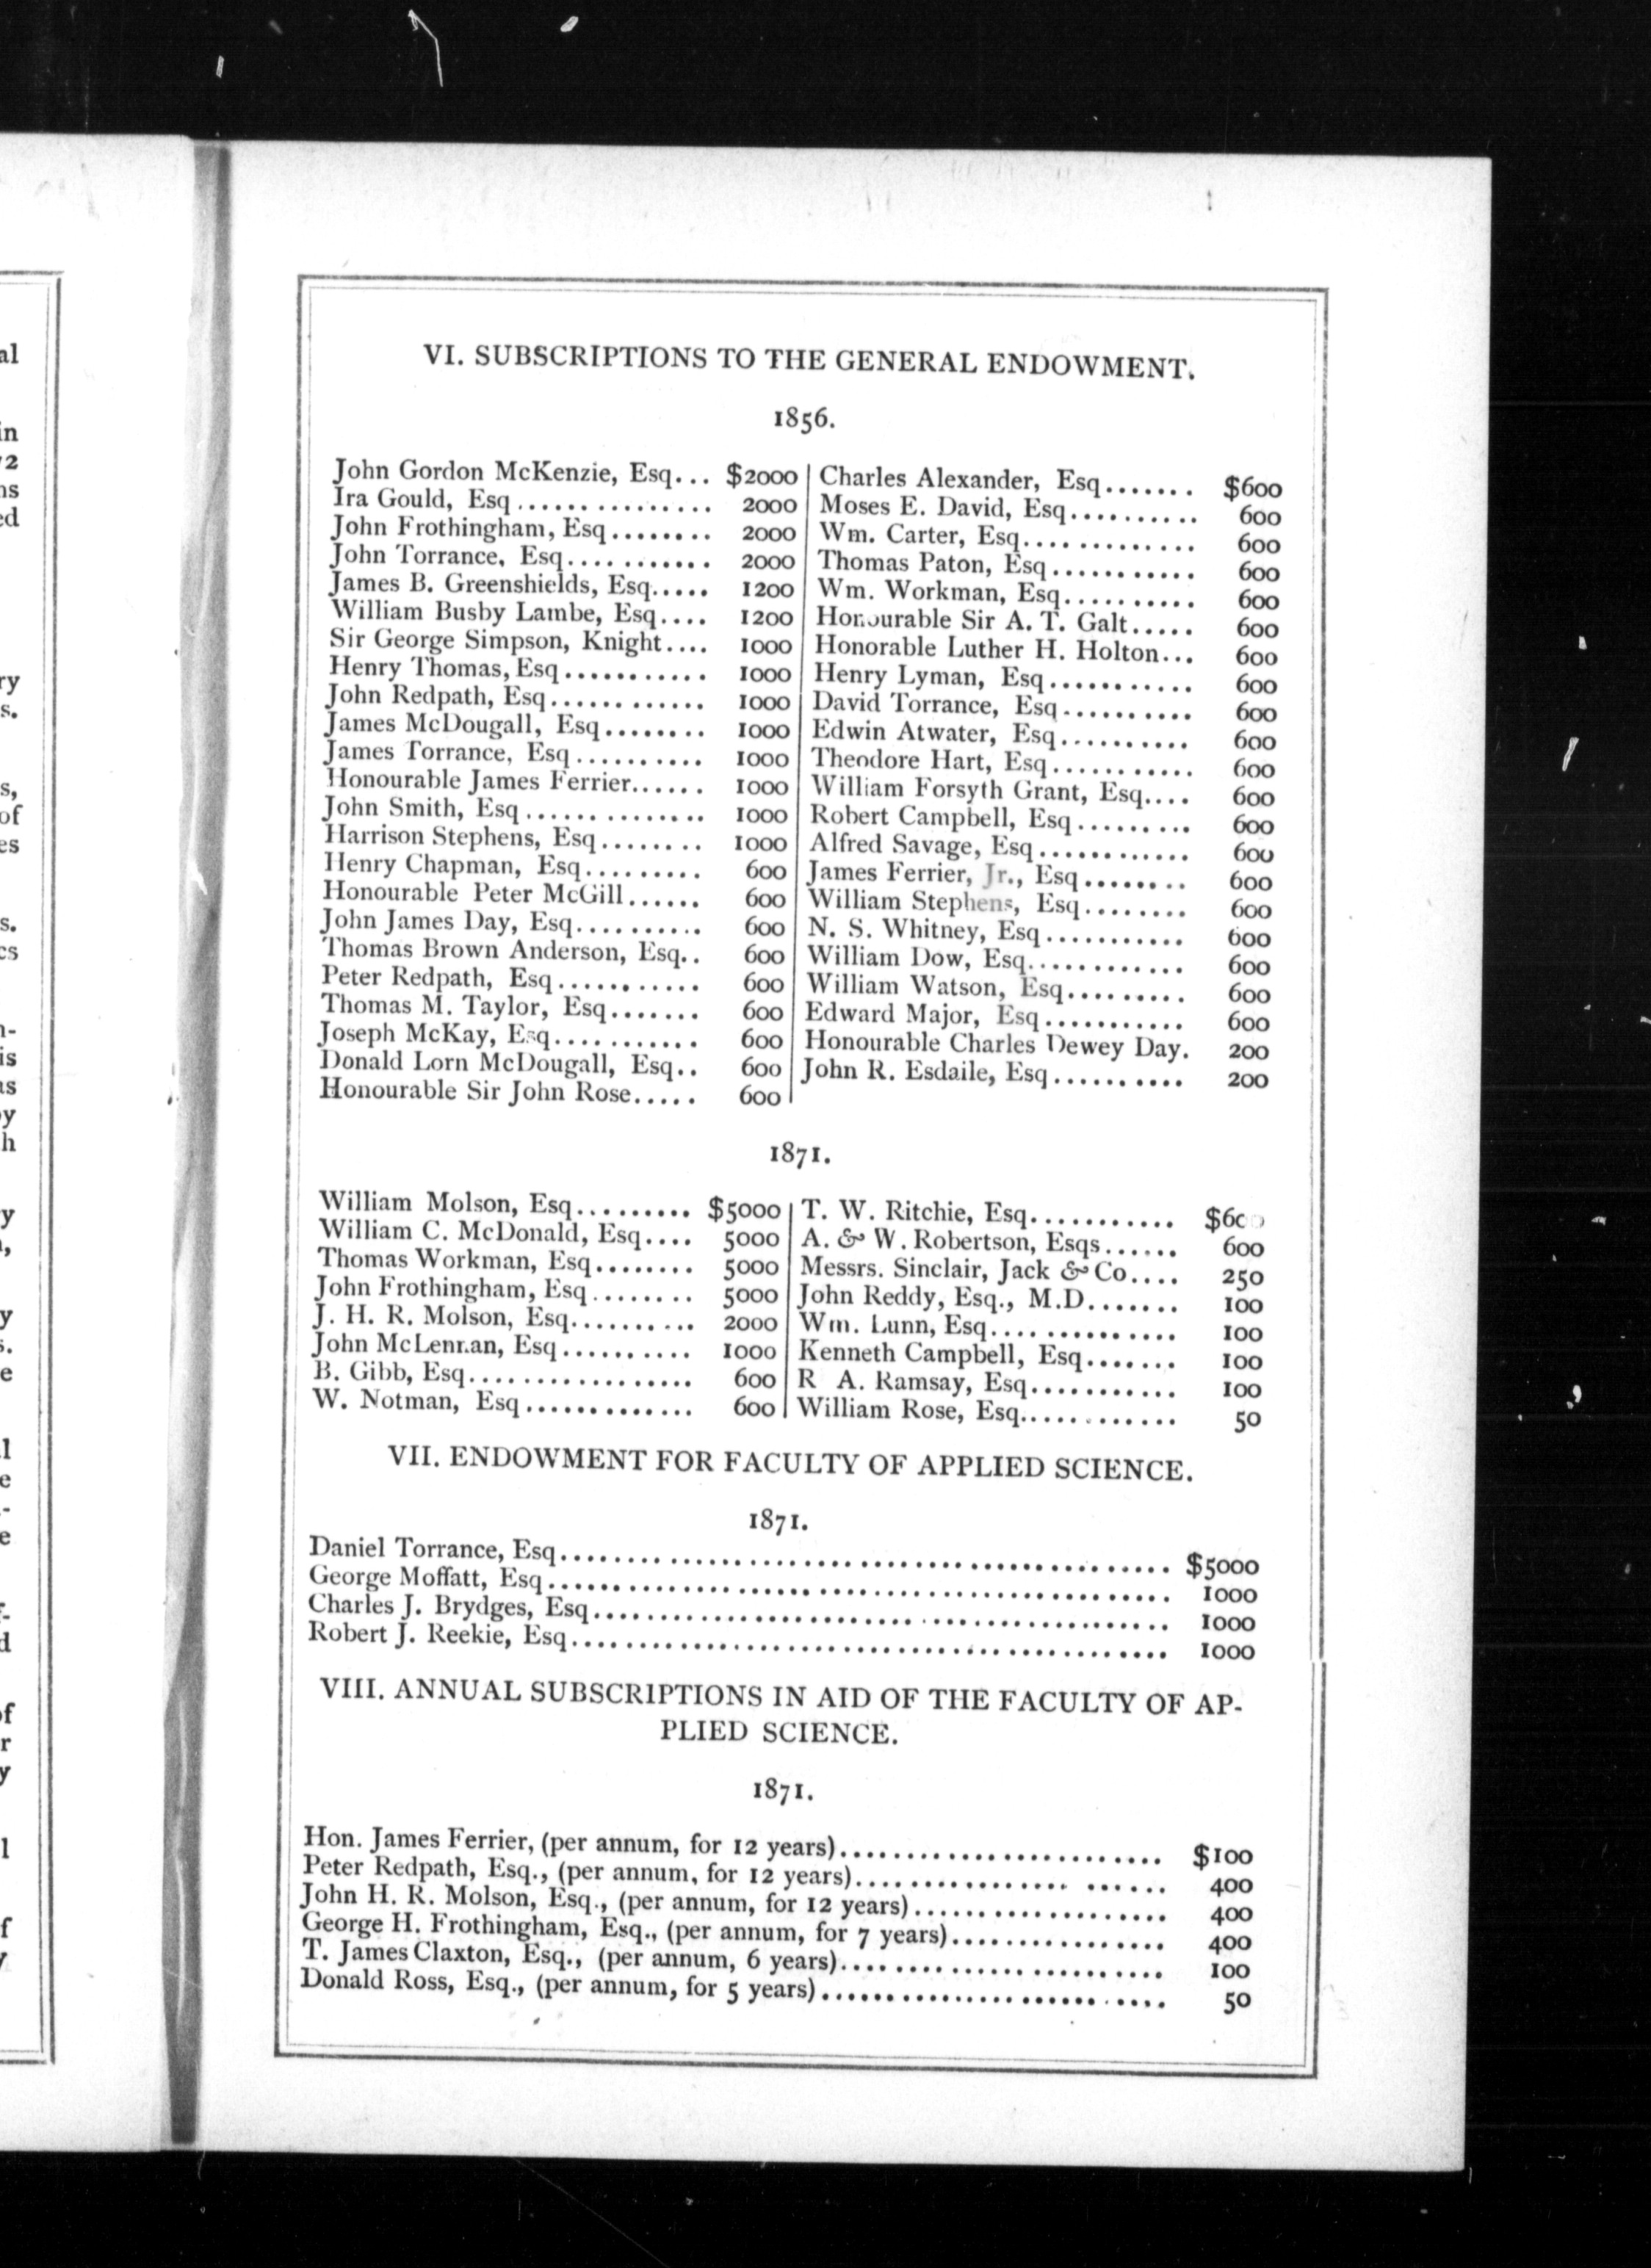 al
in
72
ns
ed
ry
s.
s,
of
es
s.
cs
n-
is
as
by
h
y
n,
y
s.
e
al
e
-
e
f-
d
of
r
y
l
f
y
VI. SUBSCRIPTIONS TO THE GENERAL ENDOWMENT.
1856.
John Gordon McKenzie, Esq... $2000
Ira Gould, Esq............... 2000
John Frothingham, Esq........ 2000
John Torrance, Esq........... 2000
James B. Greenshields, Esq..... 1200
William Busby Lambe, Esq.... 1200
Sir George Simpson, Knight.... 1000
Henry Thomas, Esq........... 1000
John Redpath, Esq............ 1000
James McDougall, Esq........ 1000
James Torrance, Esq.......... 1000
Honourable James Ferrier...... 1000
John Smith, Esq.............. 1000
Harrison Stephens, Esq........ 1000
Henry Chapman, Esq......... 600
Honourable Peter McGill...... 600
John James Day, Esq.......... 600
Thomas Brown Anderson, Esq.. 600
Peter Redpath, Esq........... 600
Thomas M. Taylor, Esq....... 600
Joseph McKay, Esq........... 600
Donald Lorn McDougall, Esq.. 600
Honourable Sir John Rose..... 600
Charles Alexander, Esq....... $600
Moses E. David, Esq.......... 600
Wm. Carter, Esq............. 600
Thomas Paton, Esq........... 600
Wm. Workman, Esq.......... 600
Honourable Sir A. T. Galt..... 600
Honorable Luther H. Holton... 600
Henry Lyman, Esq........... 600
David Torrance, Esq.......... 600
Edwin Atwater, Esq.......... 600
Theodore Hart, Esq........... 600
William Forsyth Grant, Esq.... 600
Robert Campbell, Esq......... 600
Alfred Savage, Esq............ 600
James Ferrier, Jr., Esq........ 600
William Stephens, Esq........ 600
N. S. Whitney, Esq........... 600
William Dow, Esq............ 600
William Watson, Esq......... 600
Edward Major, Esq........... 600
Honourable Charles Dewey Day. 200
John R. Esdaile, Esq.......... 200
1871.
William Molson, Esq......... $5000
William C. McDonald, Esq.... 5000
Thomas Workman, Esq........ 5000
John Frothingham, Esq........ 5000
J. H. R. Molson, Esq.......... 2000
John McLennan, Esq.......... 1000
B. Gibb, Esq................. 600
W. Notman, Esq............. 600
T. W. Ritchie, Esq........... $600
A. & W. Robertson, Esqs...... 600
Messrs. Sinclair, Jack & Co.... 250
John Reddy, Esq., M.D....... 100
Wm. Lunn, Esq.............. 100
Kenneth Campbell, Esq....... 100
R A. Ramsay, Esq........... 100
William Rose, Esq............ 50
VII. ENDOWMENT FOR FACULTY OF APPLIED SCIENCE.
1871.
Daniel Torrance, Esq.............................................. $5000
George Moffatt, Esq............................................... 1000
Charles J. Brydges, Esq........................................... 1000
Robert J. Reekie, Esq............................................. 1000
VIII. ANNUAL SUBSCRIPTIONS IN AID OF THE FACULTY OF AP-
PLIED SCIENCE.
1871.
Hon. James Ferrier, (per annum, for 12 years)........................ $100
Peter Redpath, Esq., (per annum, for 12 years)....................... 400
John H. R. Molson, Esq., (per annum, for 12 years)................... 400
George H. Frothingham, Esq., (per annum, for 7 years)................ 400
T. James Claxton, Esq., (per annum, 6 years)........................ 100
Donald Ross, Esq., (per annum, for 5 years).......................... 50